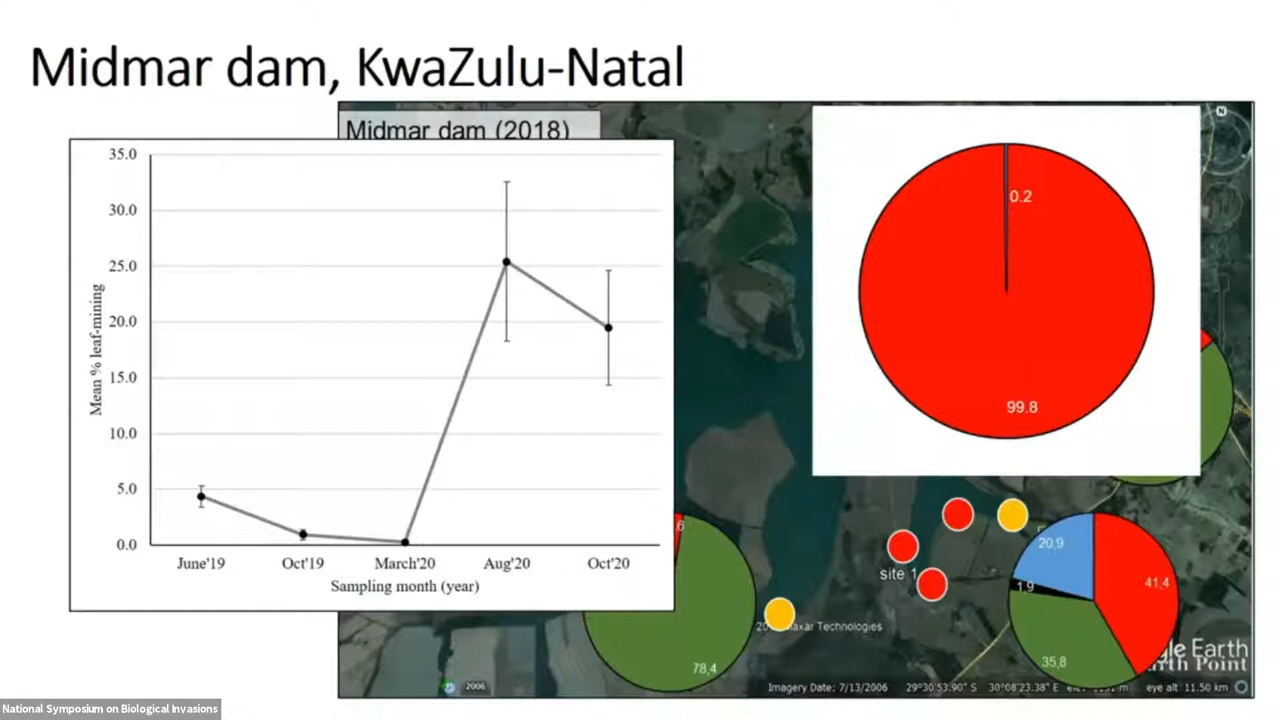 Midmar dam, KwaZulu-Natal
Midmar dam (2018)
35.0
30.0
25.0
20.0
15.0
10.0
5.0
0.0
Mean % leaf-mining
June'19 Oct'19 March'20 Aug'20 Oct'20
Sampling month (year)
0.2
99.8
site 1
20,9
1,9
41,4
35,8
78,4
Technologies
Earth
Point
2006
Imagery Date: 7/13/2006 29°30'53.90" S 30°08'23.38" E m eye alt 11.50 km
N
National Symposium on Biological Invasions